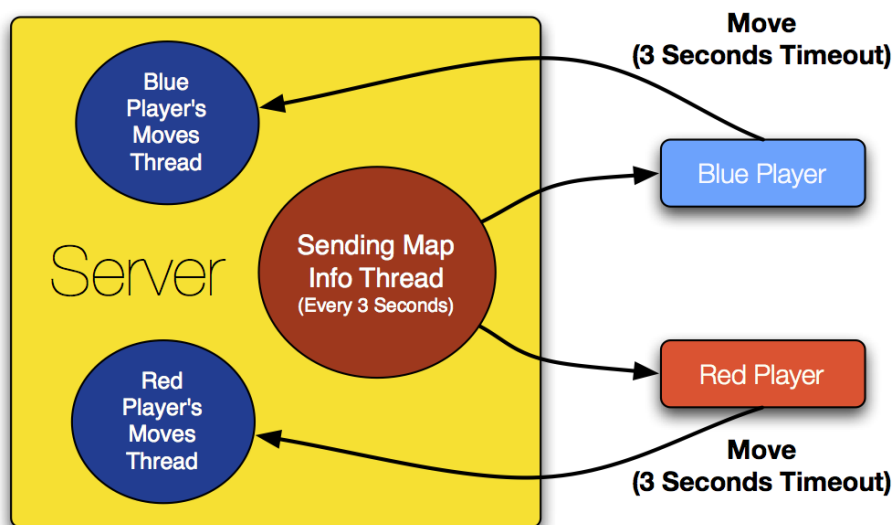 Move
(3 Seconds Timeout)
Blue
Player's
Moves
Thread
Blue Player
Sending Map
Info Thread
(Every 3 Seconds)
Server
Red Player
Red
Player's
Moves
Thread
Move
(3 Seconds Timeout)